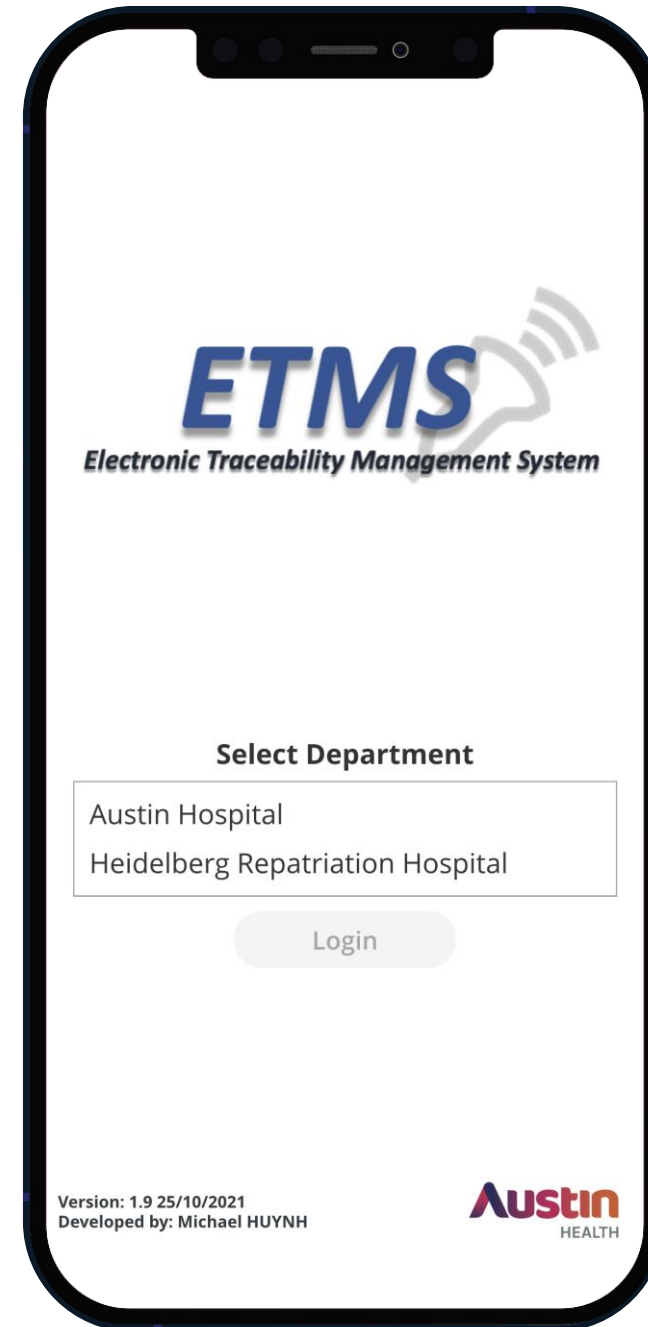 ETMS
Electronic Traceability Management System
Select Department
Austin Hospital
Heidelberg Repatriation Hospital
Login
Version: 1.9 25/10/2021
Developed by: Michael HUYNH
Austin
HEALTH